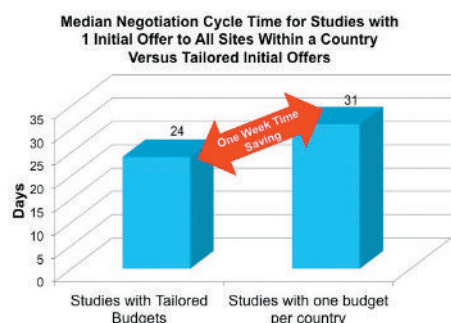 Median Negotiation Cycle Time for Studies with
1 Initial Offer to All Sites Within a Country
Versus Tailored Initial Offers
35
30
25
20
15
10
5
0
Days
24
31
One Week Time
Saving
Studies with Tailored
Budgets
Studies with one budget
per country